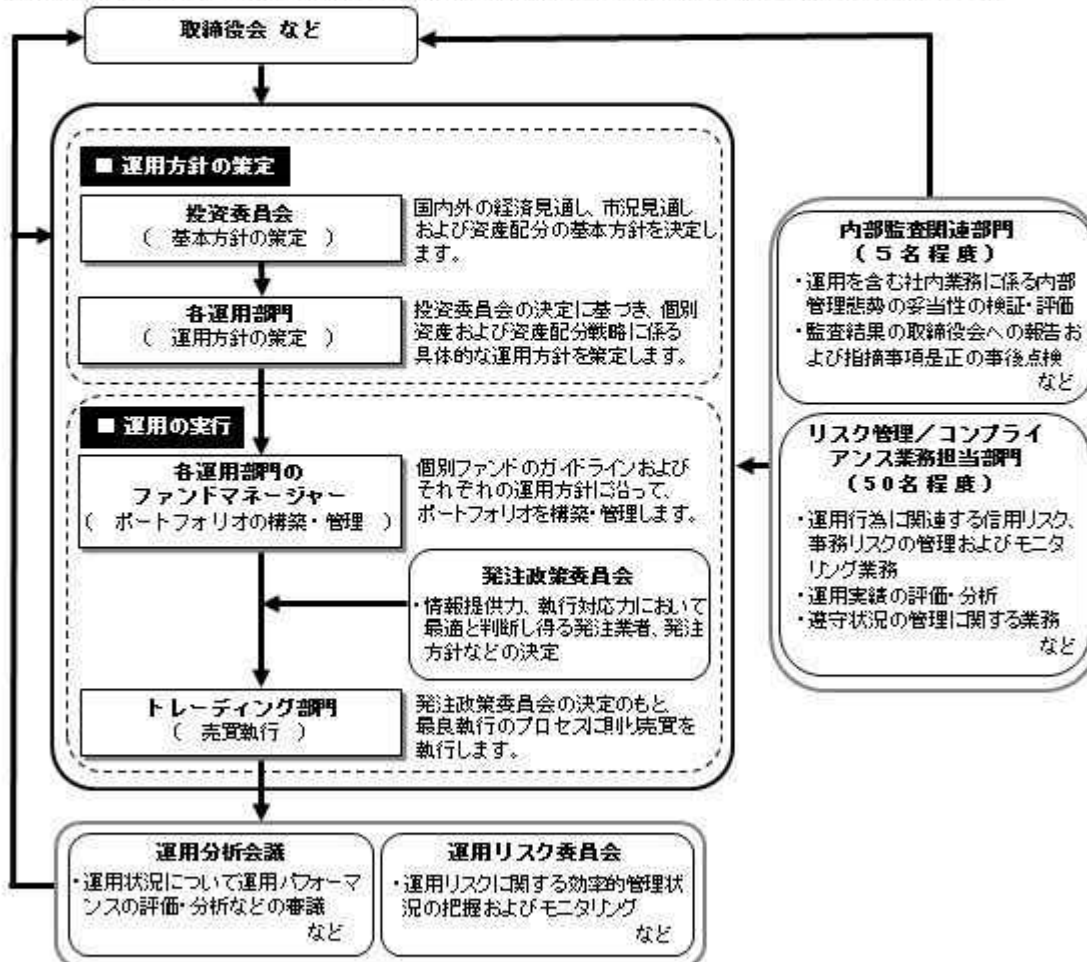 取締役会 など
■ 運用方針の策定
投資委員会
( 基本方針の策定 )
国内外の経済見通し、市況見通し
および資産配分の基本方針を決定し
ます。
各運用部門
( 運用方針の策定 )
投資委員会の決定に基づき、個別
資産および資産配分戦略に係る
具体的な運用方針を策定します。
■ 運用の実行
各運用部門の
ファンドマネージャー
( ポートフォリオの構築・管理 )
個別ファンドのガイドラインおよび
それぞれの運用方針に沿って、
ポートフォリオを構築・管理します。
発注政策委員会
・情報提供力、執行対応力において
最適と判断し得る発注業者、発注
方針などの決定
トレーディング部門
( 売買執行 )
発注政策委員会の決定のもと
最良執行のプロセスに則り売買を
執行します。
運用分析会議
・運用状況について運用パフォーマ
ンスの評価・分析などの審議
など
運用リスク委員会
・運用リスクに関する効率的管理状
況の把握およびモニタリング
など
内部監査関連部門
(5名程度)
・運用を含む社内業務に係る内部
管理態勢の妥当性の検証・評価
・監査結果の取締役会への報告お
よび指摘事項是正の事後点検
など
リスク管理/コンプライ
アンス業務担当部門
(50名程度)
・運用行為に関連する信用リスク、
事務リスクの管理およびモニタ
リング業務
・運用実績の評価・分析
・遵守状況の管理に関する業務
など